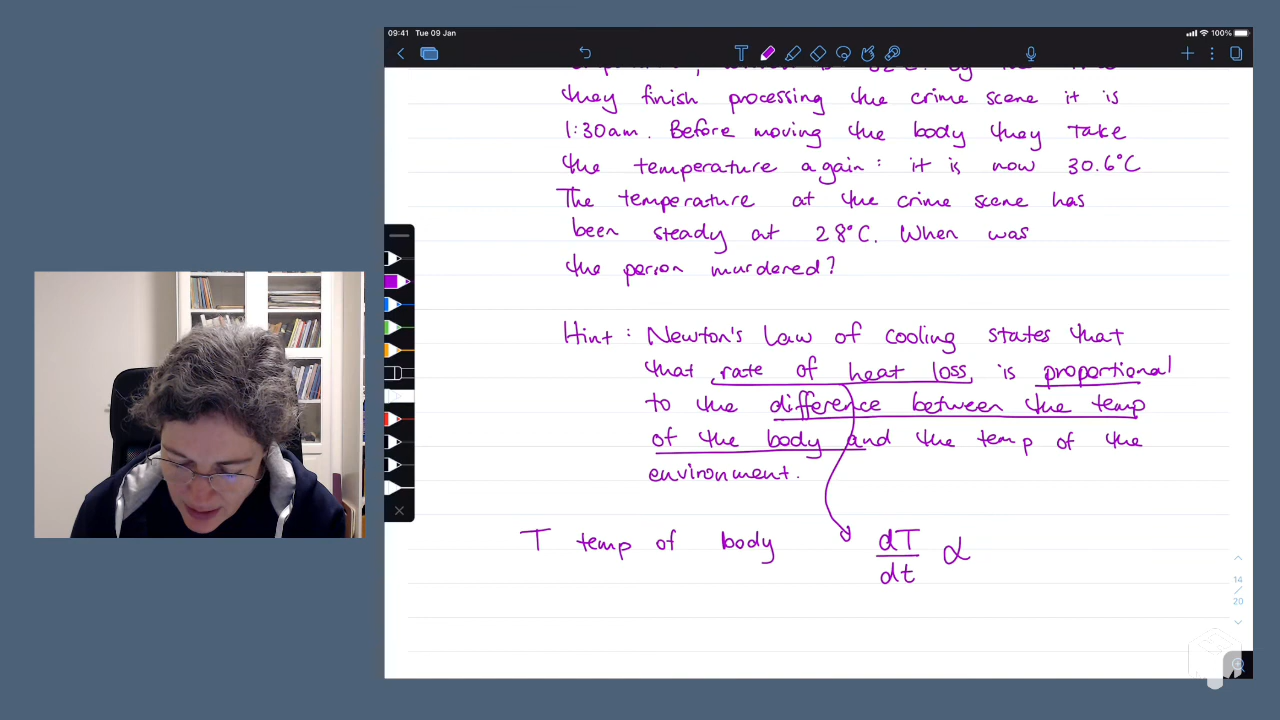 09:41 Tue 09 Jan
100%
they finish processing the crime scene it is
1:30am. Before moving the body they take
the temperature again: it is now 30.6°C
The temperature at the crime scene has
been steady at 28°C. When was
the person murdered?
Hint: Newton's Law of cooling states that
that rate of heat loss is proportional
to the difference between the temp
of the body and the temp of the
environment.
T temp of body dT/dt ∝
14
/
20